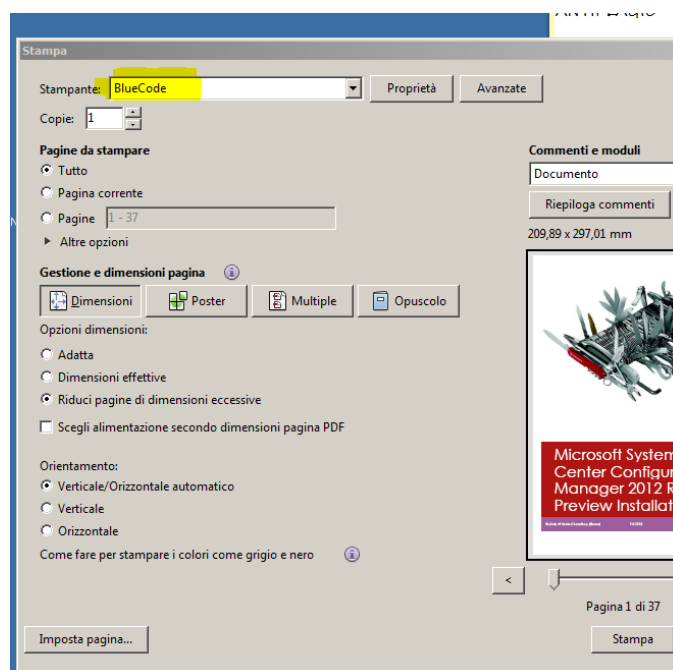 Stampa
Stampante: BlueCode Proprietà Avanzate
Copie: 1
Pagine da stampare
Tutto
Pagina corrente
Pagine 1 - 37
Altre opzioni
Gestione e dimensioni pagina
Dimensioni Poster Multiple Opuscolo
Opzioni dimensioni:
Adatta
Dimensioni effettive
Riduci pagine di dimensioni eccessive
Scegli alimentazione secondo dimensioni pagina PDF
Orientamento:
Verticale/Orizzontale automatico
Verticale
Orizzontale
Come fare per stampare i colori come grigio e nero
Imposta pagina...
Commenti e moduli
Documento
Riepiloga commenti
209,89 x 297,01 mm
Microsoft System
Center Configur
Manager 2012 R
Preview Installat
<
Pagina 1 di 37
Stampa